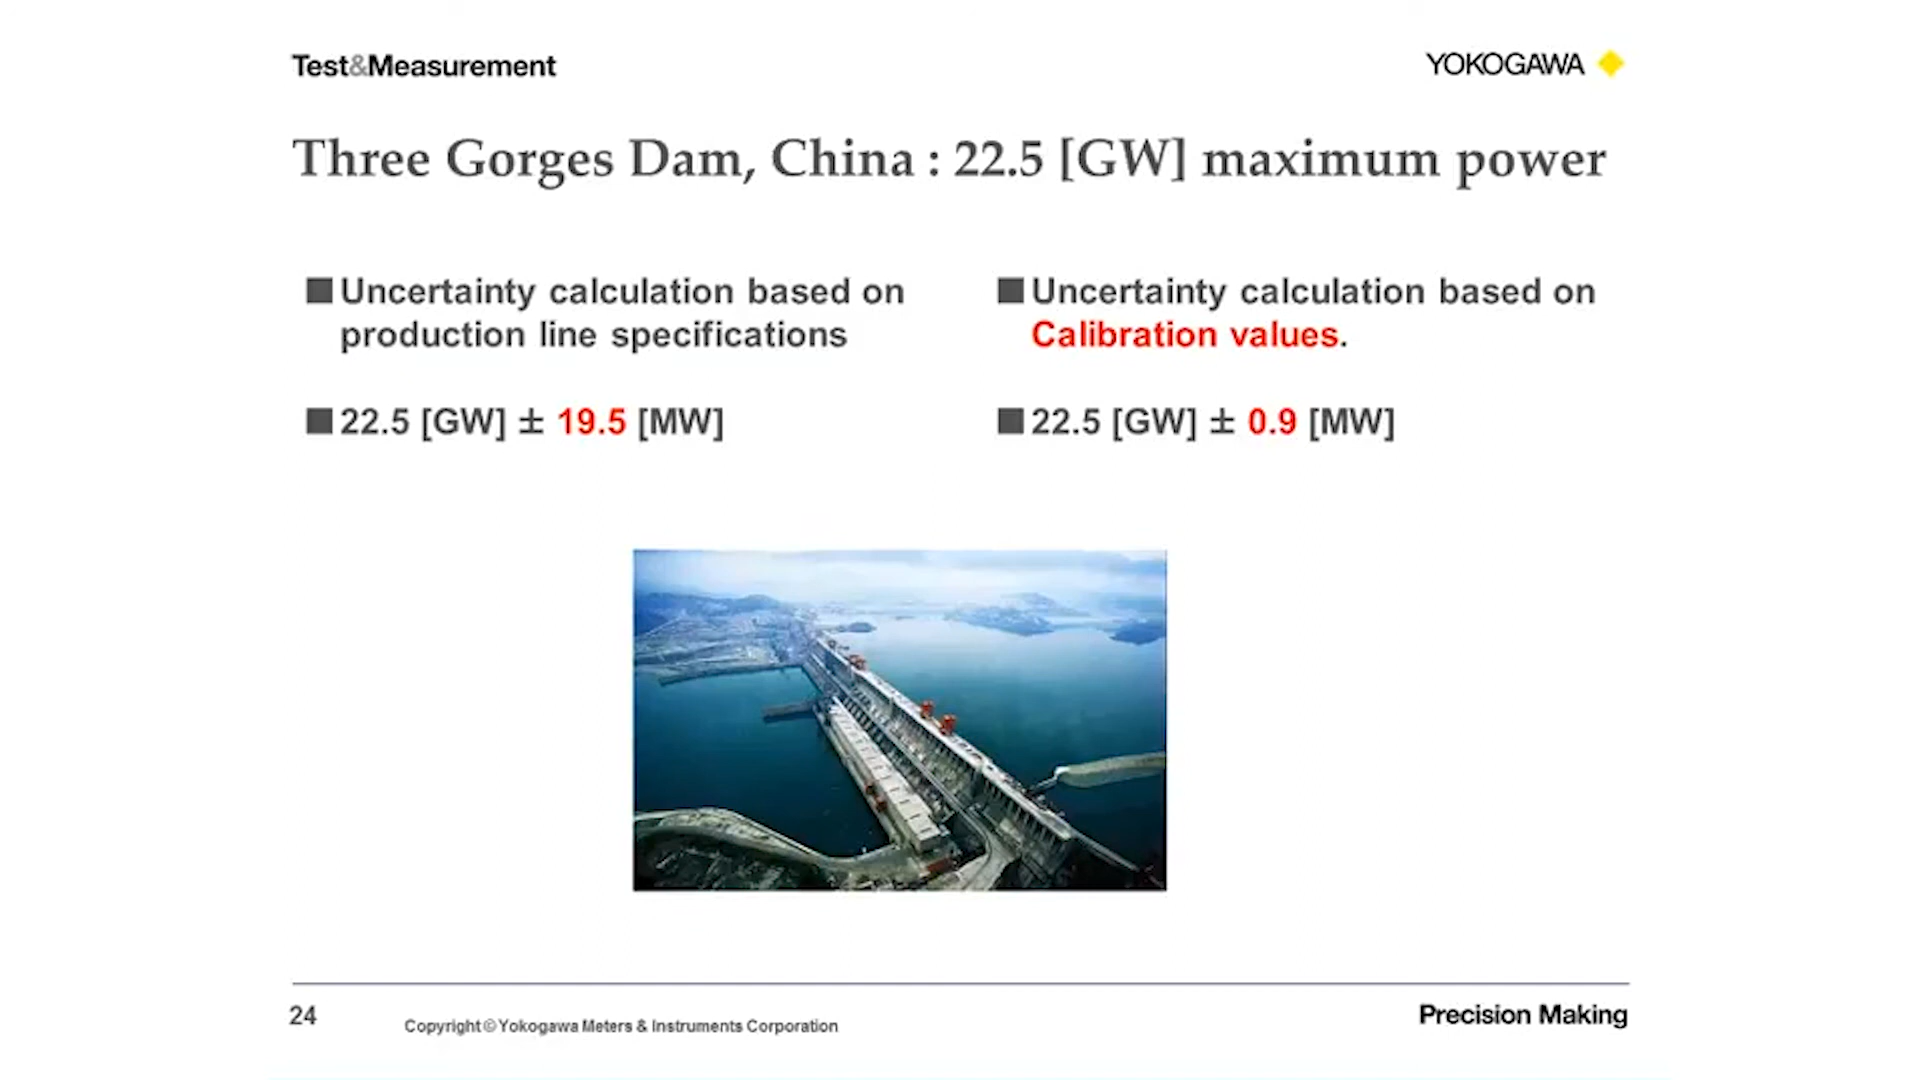 Test&Measurement
YOKOGAWA
Three Gorges Dam, China : 22.5 [GW] maximum power
■ Uncertainty calculation based on
production line specifications
■ 22.5 [GW] ± 19.5 [MW]
■ Uncertainty calculation based on
Calibration values.
■ 22.5 [GW] ± 0.9 [MW]
24
Copyright © Yokogawa Meters & Instruments Corporation
Precision Making